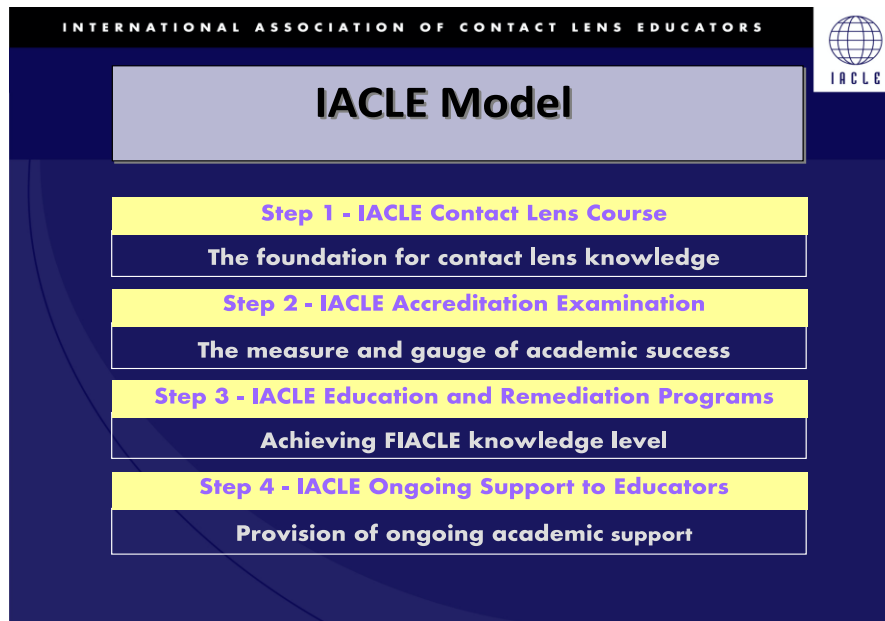 INTERNATIONAL ASSOCIATION OF CONTACT LENS EDUCATORS
IACLE
IACLE Model
Step 1 - IACLE Contact Lens Course
The foundation for contact lens knowledge
Step 2 - IACLE Accreditation Examination
The measure and gauge of academic success
Step 3 - IACLE Education and Remediation Programs
Achieving FIACLE knowledge level
Step 4 - IACLE Ongoing Support to Educators
Provision of ongoing academic support